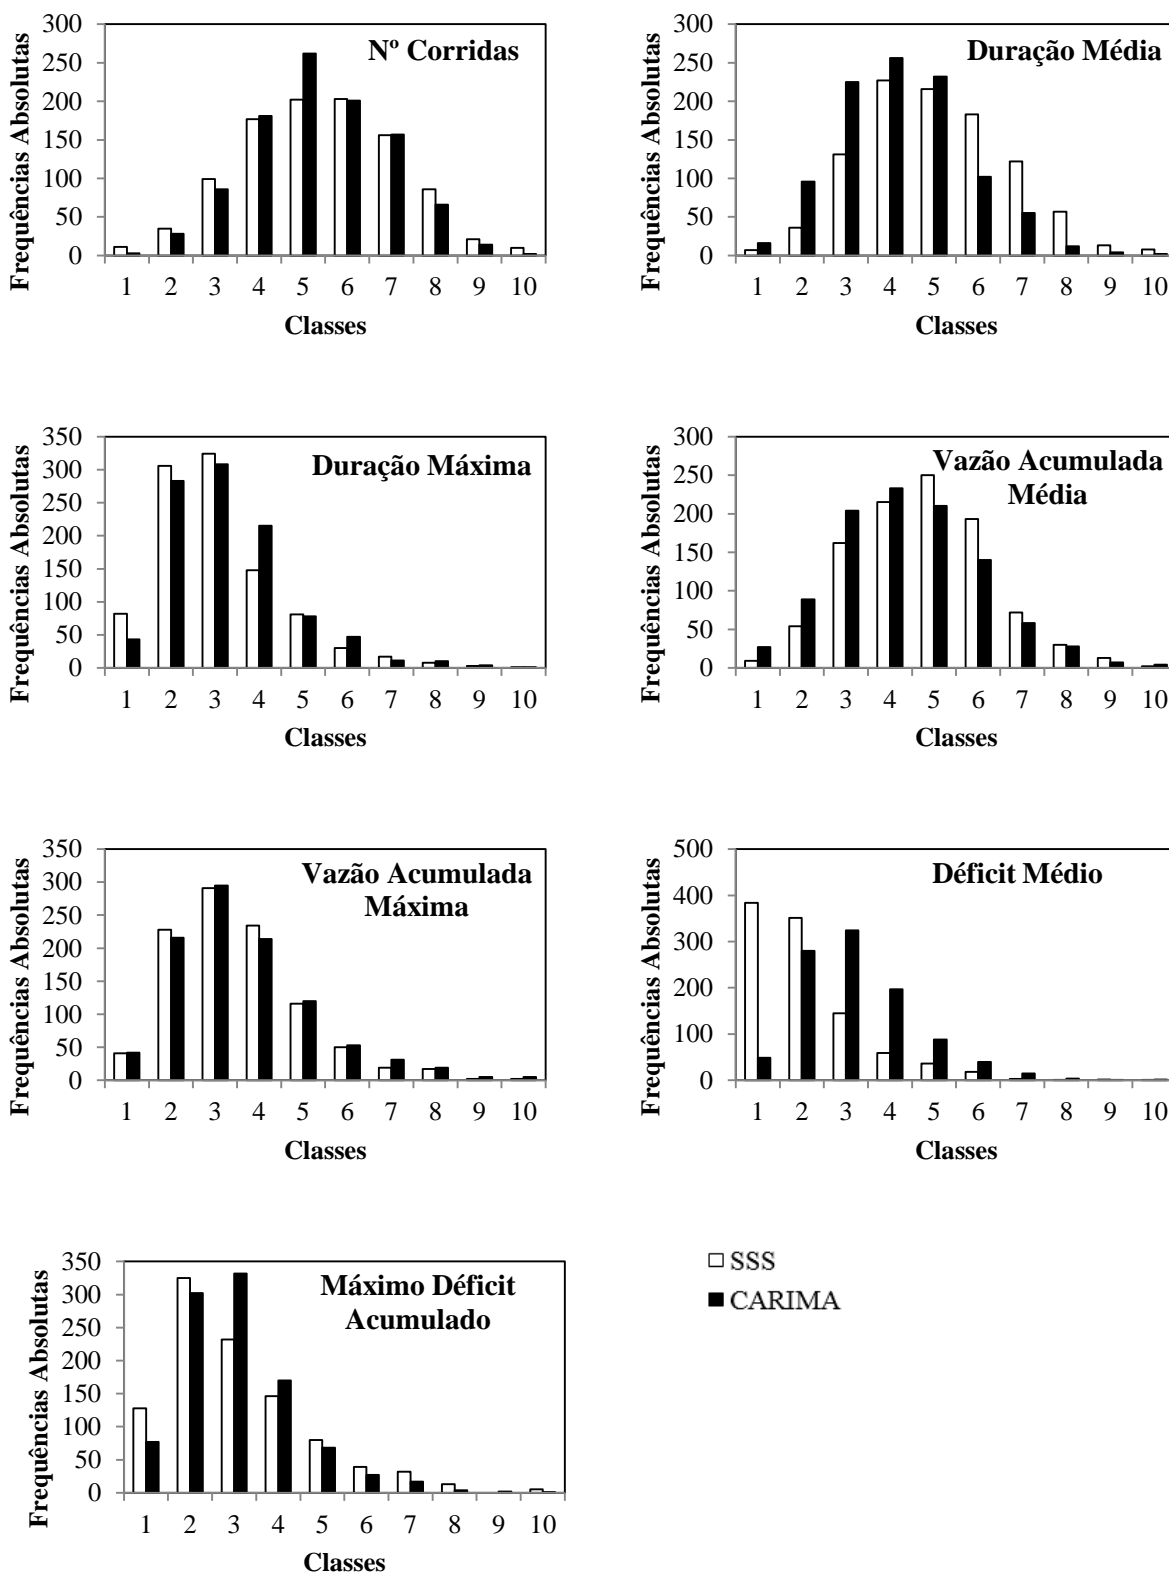 Nº Corridas
Frequências Absolutas
300
250
200
150
100
50
0
1 2 3 4 5 6 7 8 9 10
Classes
Duração Média
Frequências Absolutas
300
250
200
150
100
50
0
1 2 3 4 5 6 7 8 9 10
Classes
Duração Máxima
Frequências Absolutas
350
300
250
200
150
100
50
0
1 2 3 4 5 6 7 8 9 10
Classes
Vazão Acumulada
Média
Frequências Absolutas
300
250
200
150
100
50
0
1 2 3 4 5 6 7 8 9 10
Classes
Vazão Acumulada
Máxima
Frequências Absolutas
350
300
250
200
150
100
50
0
1 2 3 4 5 6 7 8 9 10
Classes
Déficit Médio
Frequências Absolutas
500
400
300
200
100
0
1 2 3 4 5 6 7 8 9 10
Classes
Máximo Déficit
Acumulado
Frequências Absolutas
350
300
250
200
150
100
50
0
1 2 3 4 5 6 7 8 9 10
Classes
SSS
CARIMA